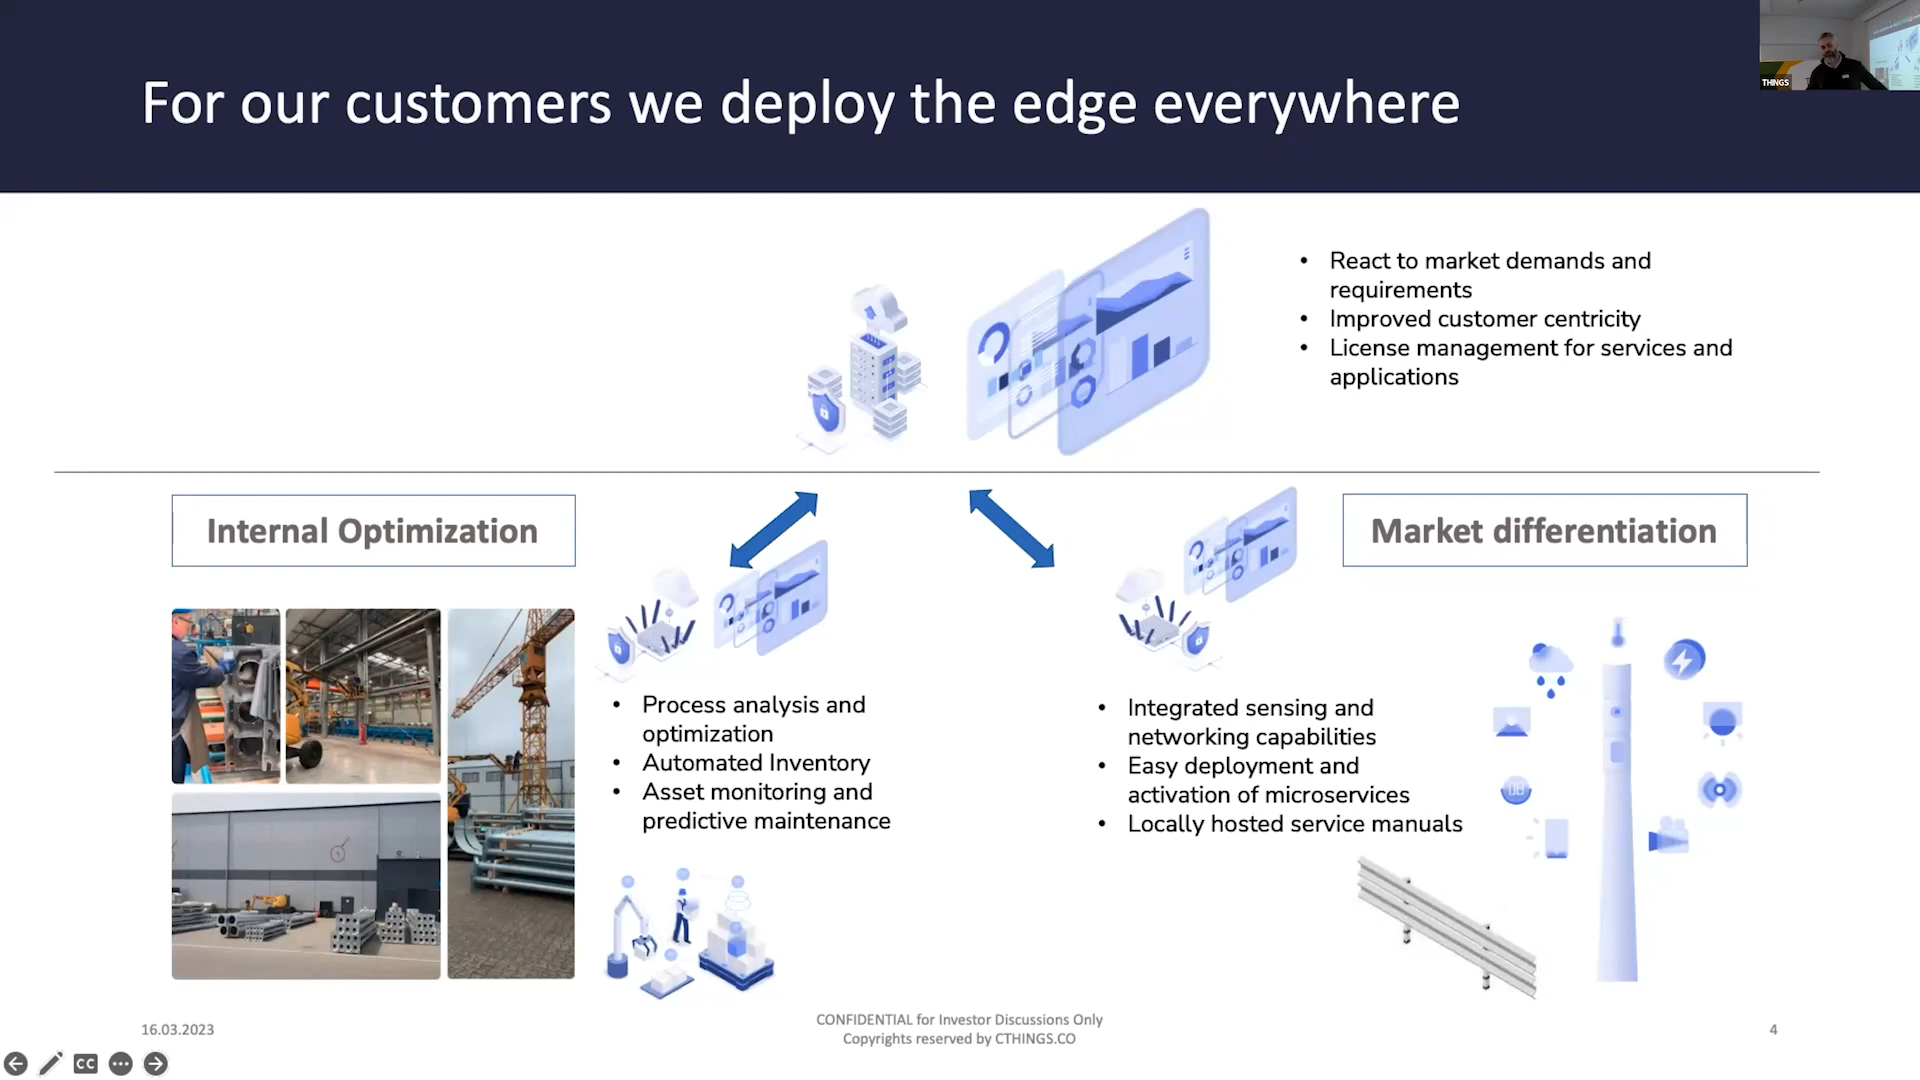 For our customers we deploy the edge everywhere
THINGS
• React to market demands and
requirements
• Improved customer centricity
• License management for services and
applications
Internal Optimization
Market differentiation
• Process analysis and
optimization
• Automated Inventory
• Asset monitoring and
predictive maintenance
• Integrated sensing and
networking capabilities
• Easy deployment and
activation of microservices
• Locally hosted service manuals
16.03.2023
CONFIDENTIAL for Investor Discussions Only
Copyrights reserved by CTHINGS.CO
4
CC